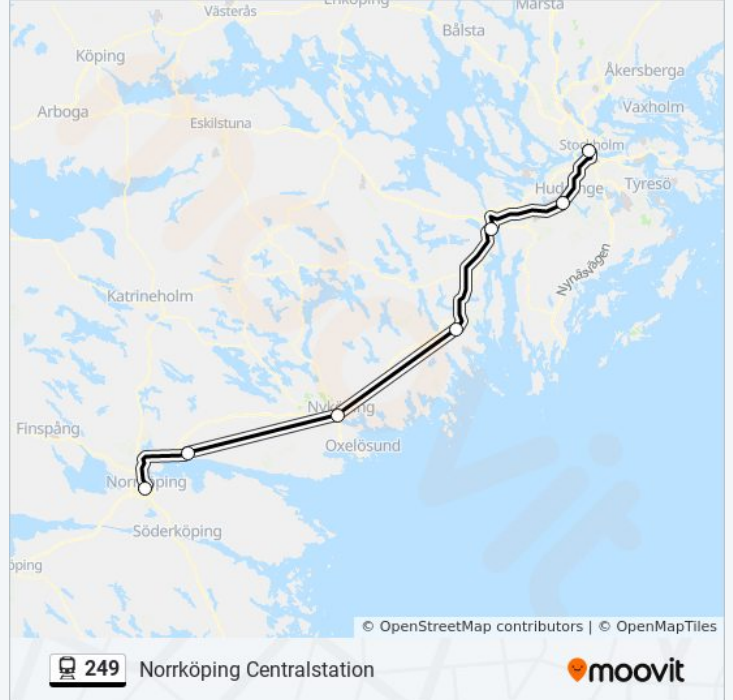 Västerås
Enköping
Märsta
Bålsta
Köping
Åkersberga
Arboga
Vaxholm
Eskilstuna
Stockholm
Huddinge
Tyresö
Nynäsvägen
Katrineholm
Nyköping
Finspång
Oxelösund
Norrköping
Söderköping
öping
© OpenStreetMap contributors | © OpenMapTiles
249 Norrköping Centralstation
moovit